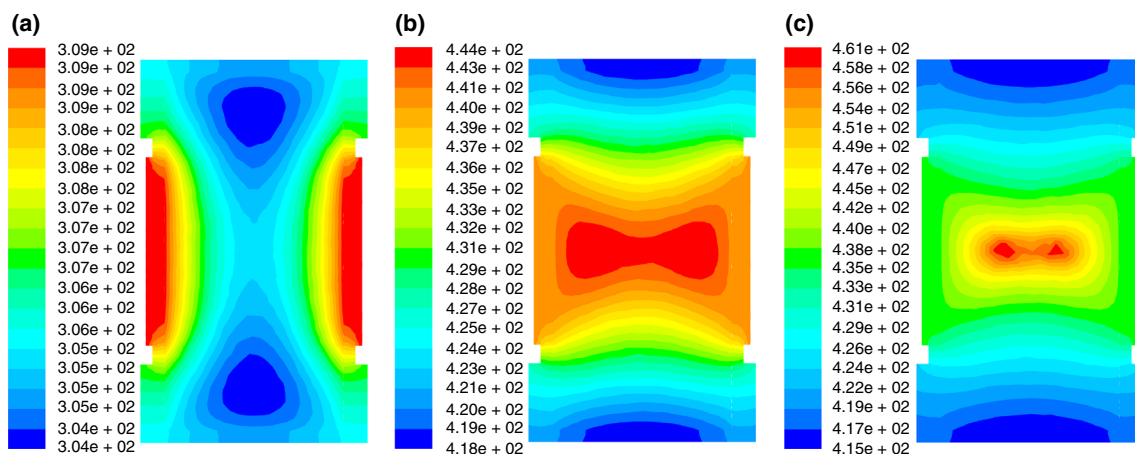 (a)
3.09e + 02
3.09e + 02
3.09e + 02
3.09e + 02
3.08e + 02
3.08e + 02
3.08e + 02
3.08e + 02
3.07e + 02
3.07e + 02
3.07e + 02
3.07e + 02
3.06e + 02
3.06e + 02
3.06e + 02
3.05e + 02
3.05e + 02
3.05e + 02
3.05e + 02
3.04e + 02
3.04e + 02
(b)
4.44e + 02
4.43e + 02
4.41e + 02
4.40e + 02
4.39e + 02
4.37e + 02
4.36e + 02
4.35e + 02
4.33e + 02
4.32e + 02
4.31e + 02
4.29e + 02
4.28e + 02
4.27e + 02
4.25e + 02
4.24e + 02
4.23e + 02
4.21e + 02
4.20e + 02
4.19e + 02
4.18e + 02
(c)
4.61e + 02
4.58e + 02
4.56e + 02
4.54e + 02
4.51e + 02
4.49e + 02
4.47e + 02
4.45e + 02
4.42e + 02
4.40e + 02
4.38e + 02
4.35e + 02
4.33e + 02
4.31e + 02
4.29e + 02
4.26e + 02
4.24e + 02
4.22e + 02
4.19e + 02
4.17e + 02
4.15e + 02